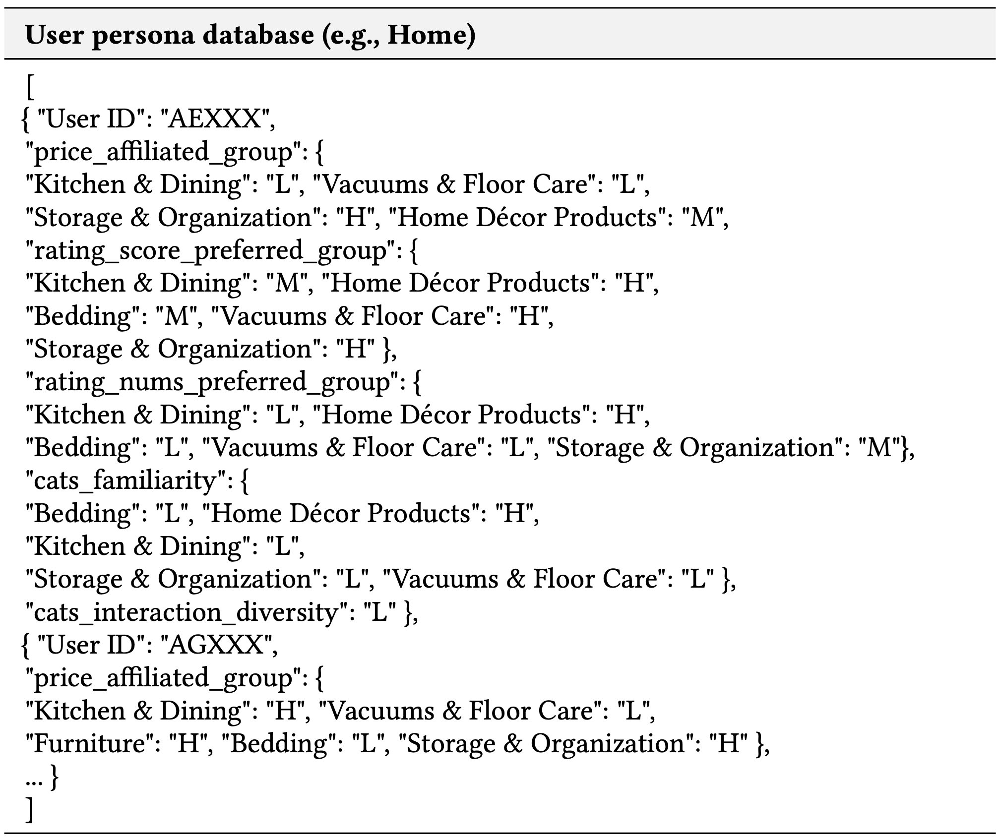 User persona database (e.g., Home)
[
{ "User ID": "AEXXX",
"price_affiliated_group": {
"Kitchen & Dining": "L", "Vacuums & Floor Care": "L",
"Storage & Organization": "H", "Home Décor Products": "M",
"rating_score_preferred_group": {
"Kitchen & Dining": "M", "Home Décor Products": "H",
"Bedding": "M", "Vacuums & Floor Care": "H",
"Storage & Organization": "H" },
"rating_nums_preferred_group": {
"Kitchen & Dining": "L", "Home Décor Products": "H",
"Bedding": "L", "Vacuums & Floor Care": "L", "Storage & Organization": "M"},
"cats_familiarity": {
"Bedding": "L", "Home Décor Products": "H",
"Kitchen & Dining": "L",
"Storage & Organization": "L", "Vacuums & Floor Care": "L" },
"cats_interaction_diversity": "L" },
{ "User ID": "AGXXX",
"price_affiliated_group": {
"Kitchen & Dining": "H", "Vacuums & Floor Care": "L",
"Furniture": "H", "Bedding": "L", "Storage & Organization": "H" },
... }
]